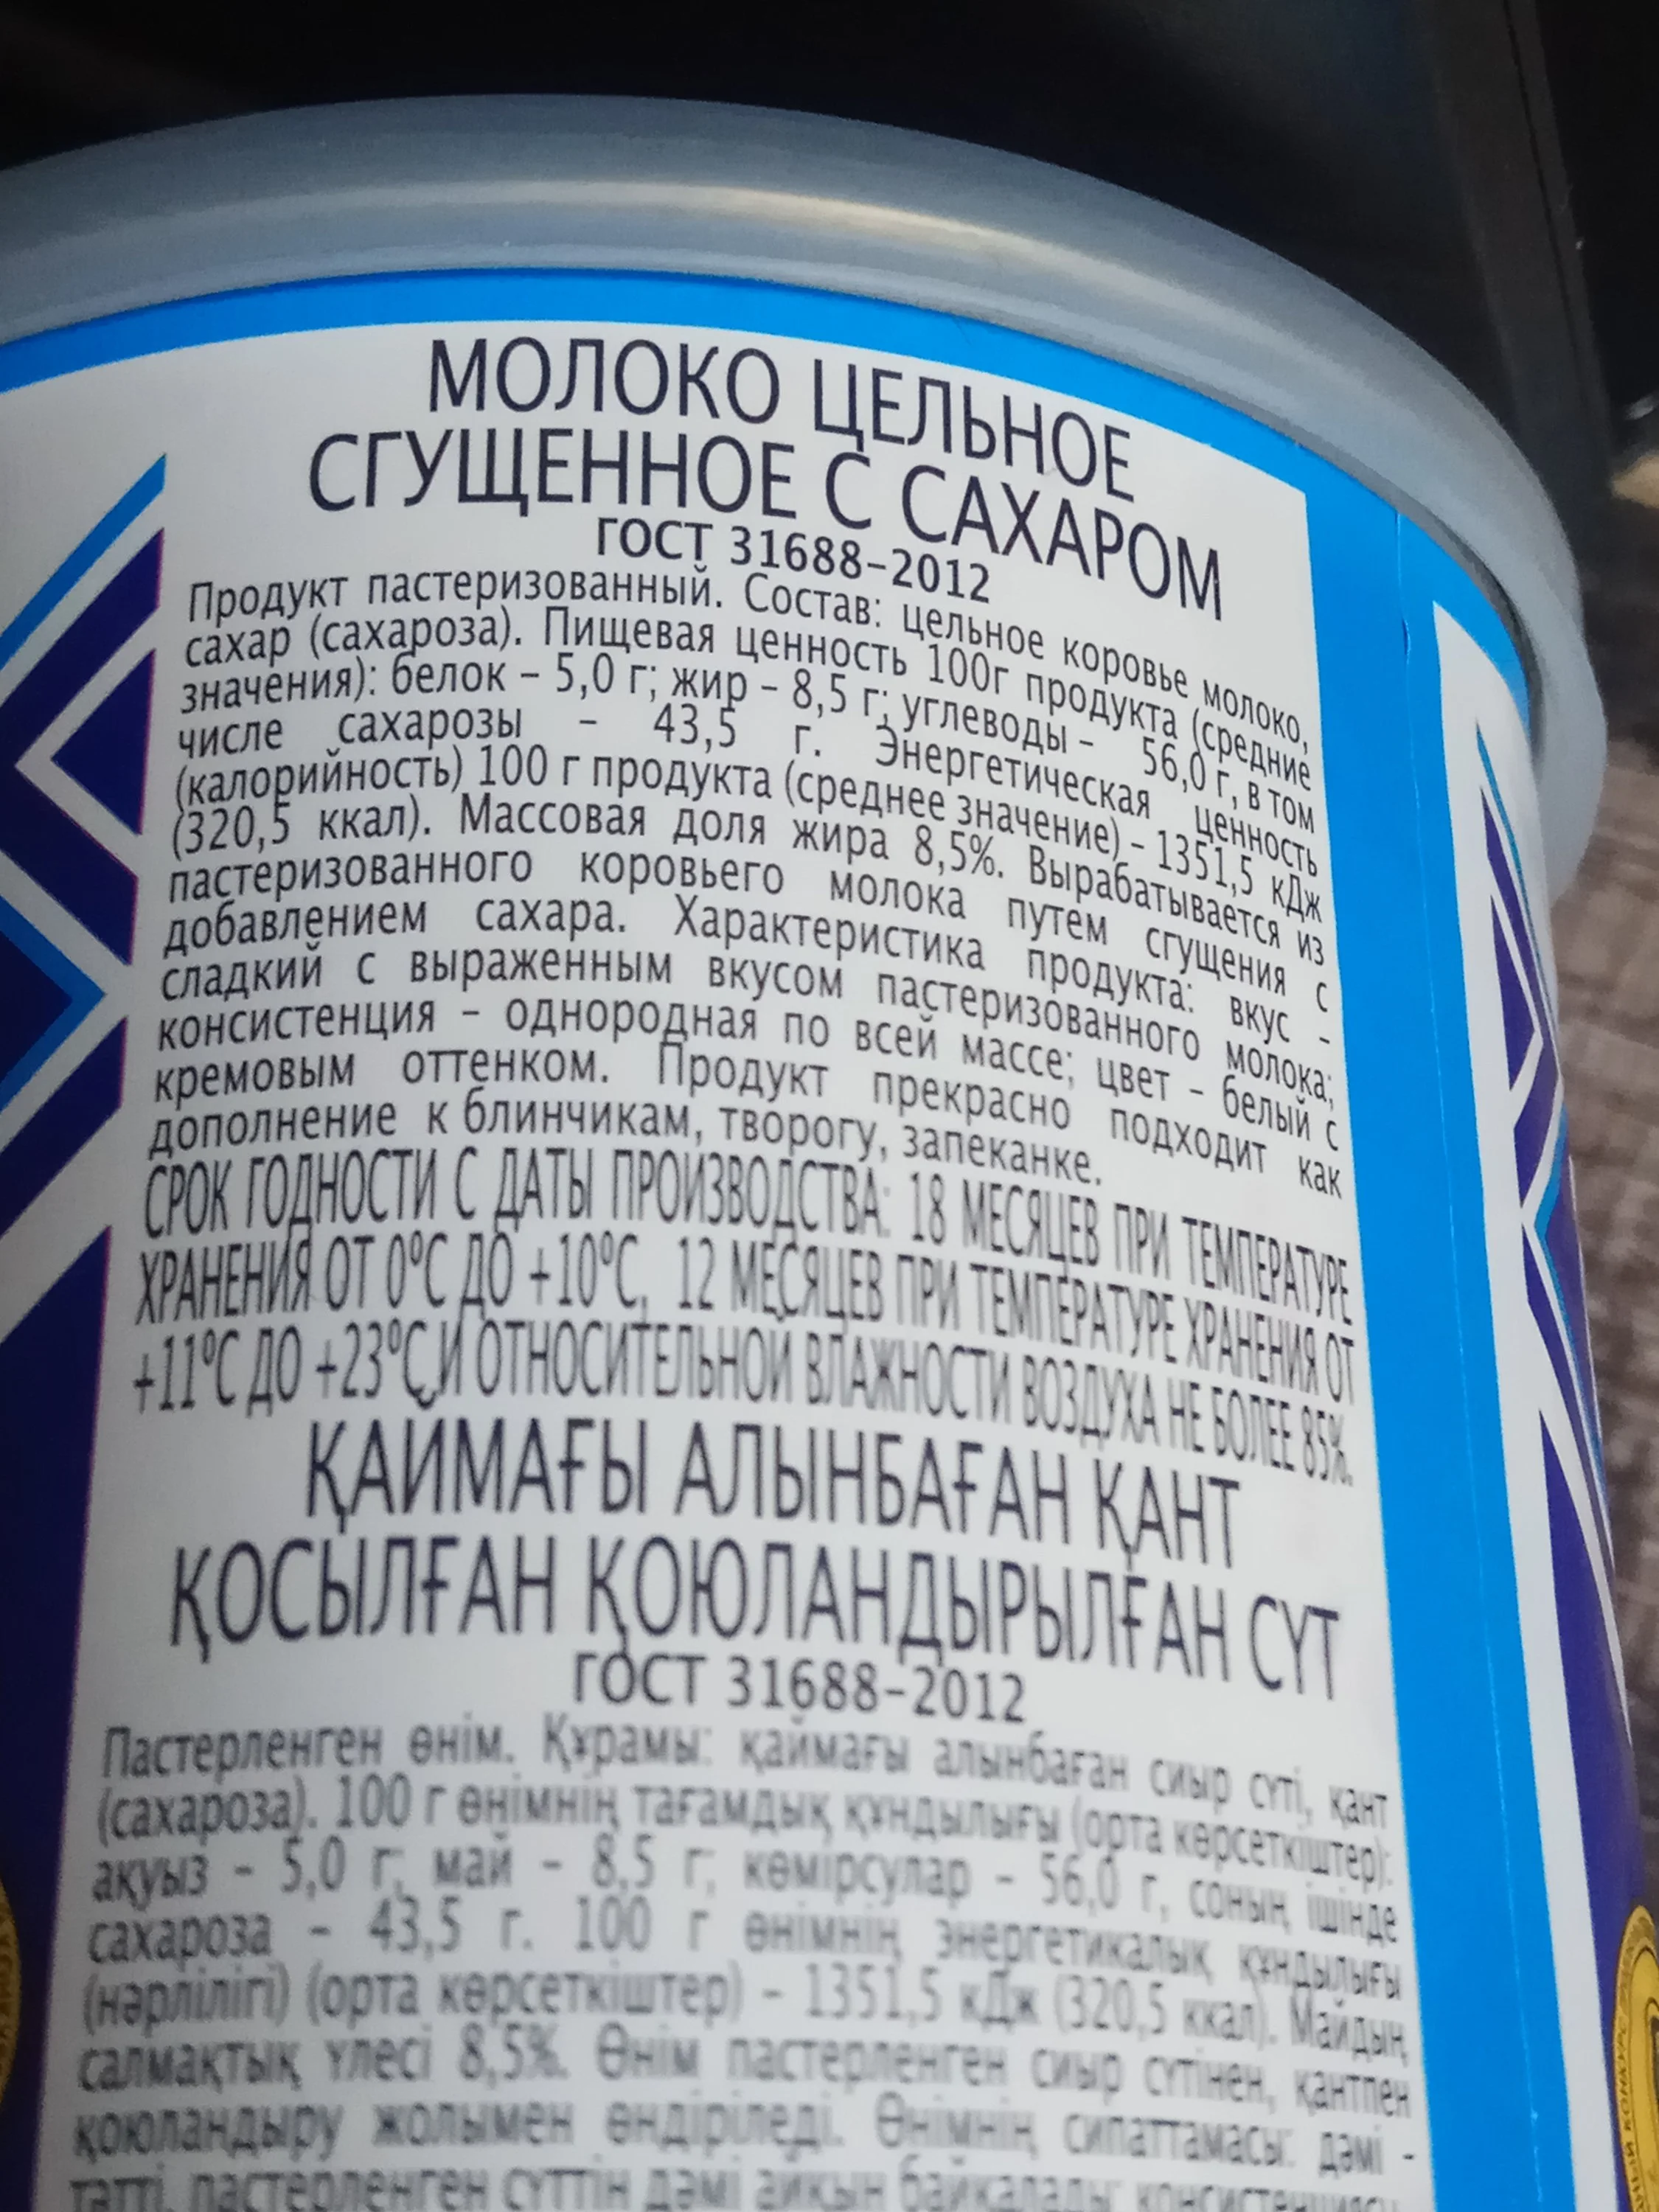 МОЛОКО ЦЕЛЬНОЕ
СГУЩЕННОЕ С САХАРОМ
ГОСТ 31688-2012
Продукт пастеризованный. Состав: цельное коровье молоко,
сахар (сахароза). Пищевая ценность 100г продукта (средние
значения): белок – 5,0 г; жир – 8,5 г; углеводы – 56,0 г, в том
числе сахарозы – 43,5 г. Энергетическая ценность
(калорийность) 100 г продукта (среднее значение) – 1351,5 кДж
(320,5 ккал). Массовая доля жира 8,5%. Вырабатывается из
пастеризованного коровьего молока путем сгущения с
добавлением сахара. Характеристика продукта: вкус –
сладкий с выраженным вкусом пастеризованного молока;
консистенция – однородная по всей массе; цвет – белый с
кремовым оттенком. Продукт прекрасно подходит как
дополнение к блинчикам, творогу, запеканке.
СРОК ГОДНОСТИ С ДАТЫ ПРОИЗВОДСТВА: 18 МЕСЯЦЕВ ПРИ ТЕМПЕРАТУРЕ
ХРАНЕНИЯ ОТ 0°С ДО +10°С, 12 МЕСЯЦЕВ ПРИ ТЕМПЕРАТУРЕ ХРАНЕНИЯ ОТ
+11°С ДО +23°С,И ОТНОСИТЕЛЬНОЙ ВЛАЖНОСТИ ВОЗДУХА НЕ БОЛЕЕ 85%.
ҚАЙМАҒЫ АЛЫНБАҒАН ҚАНТ
ҚОСЫЛҒАН ҚОЮЛАНДЫРЫЛҒАН СҮТ
ГОСТ 31688-2012
Пастерленген өнім. Құрамы: қаймағы алынбаған сиыр сүті, қант
(сахароза). 100 г өнімнің тағамдық құндылығы (орта көрсеткіштер):
ақуыз – 5,0 г; май – 8,5 г; көмірсулар – 56,0 г, соның ішінде
сахароза – 43,5 г. 100 г өнімнің энергетикалық құндылығы
(нәрлілігі) (орта көрсеткіштер) – 1351,5 кДж (320,5 ккал). Майдың
салмақтық үлесі 8,5%. Өнім пастерленген сиыр сүтінен, қантпен
қоюландыру жолымен өндіріледі. Өнімнің сипаттамасы: дәмі –
тәтті, пастерленген сүттің дәмі айқын байқалады;